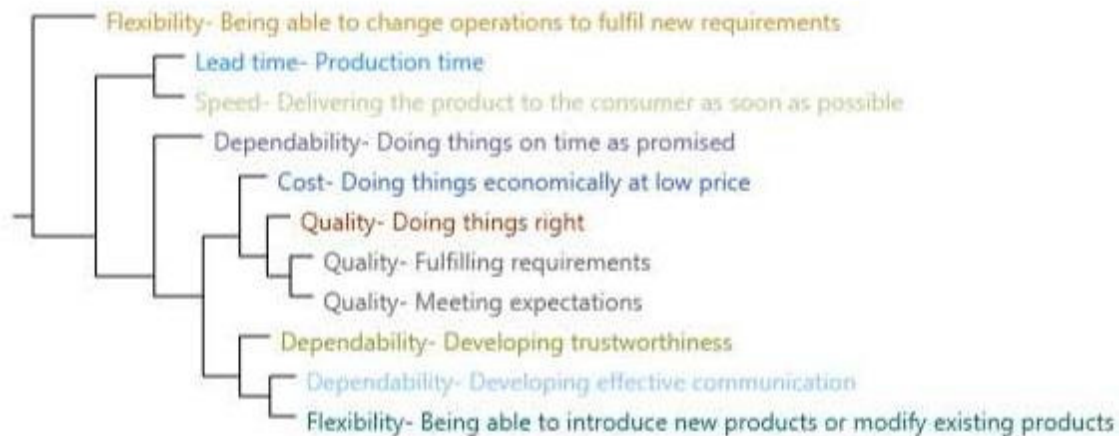 Flexibility- Being able to change operations to fulfil new requirements
Lead time- Production time
Speed- Delivering the product to the consumer as soon as possible
Dependability- Doing things on time as promised
Cost- Doing things economically at low price
Quality- Doing things right
Quality- Fulfilling requirements
Quality- Meeting expectations
Dependability- Developing trustworthiness
Dependability- Developing effective communication
Flexibility- Being able to introduce new products or modify existing products